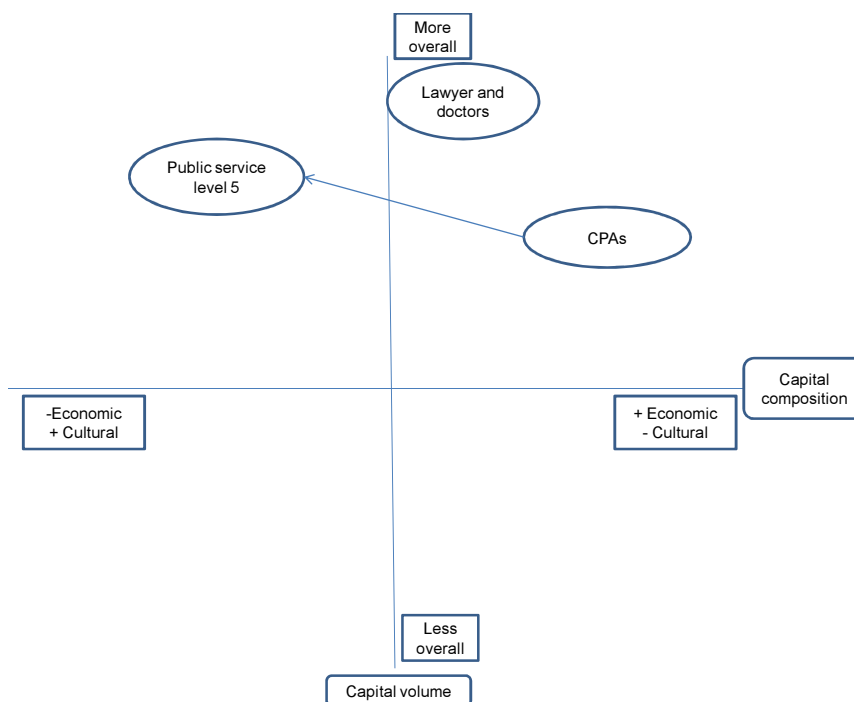 More
overall
Lawyer and
doctors
Public service
level 5
CPAs
Capital
composition
-Economic
+ Cultural
+ Economic
- Cultural
Less
overall
Capital volume